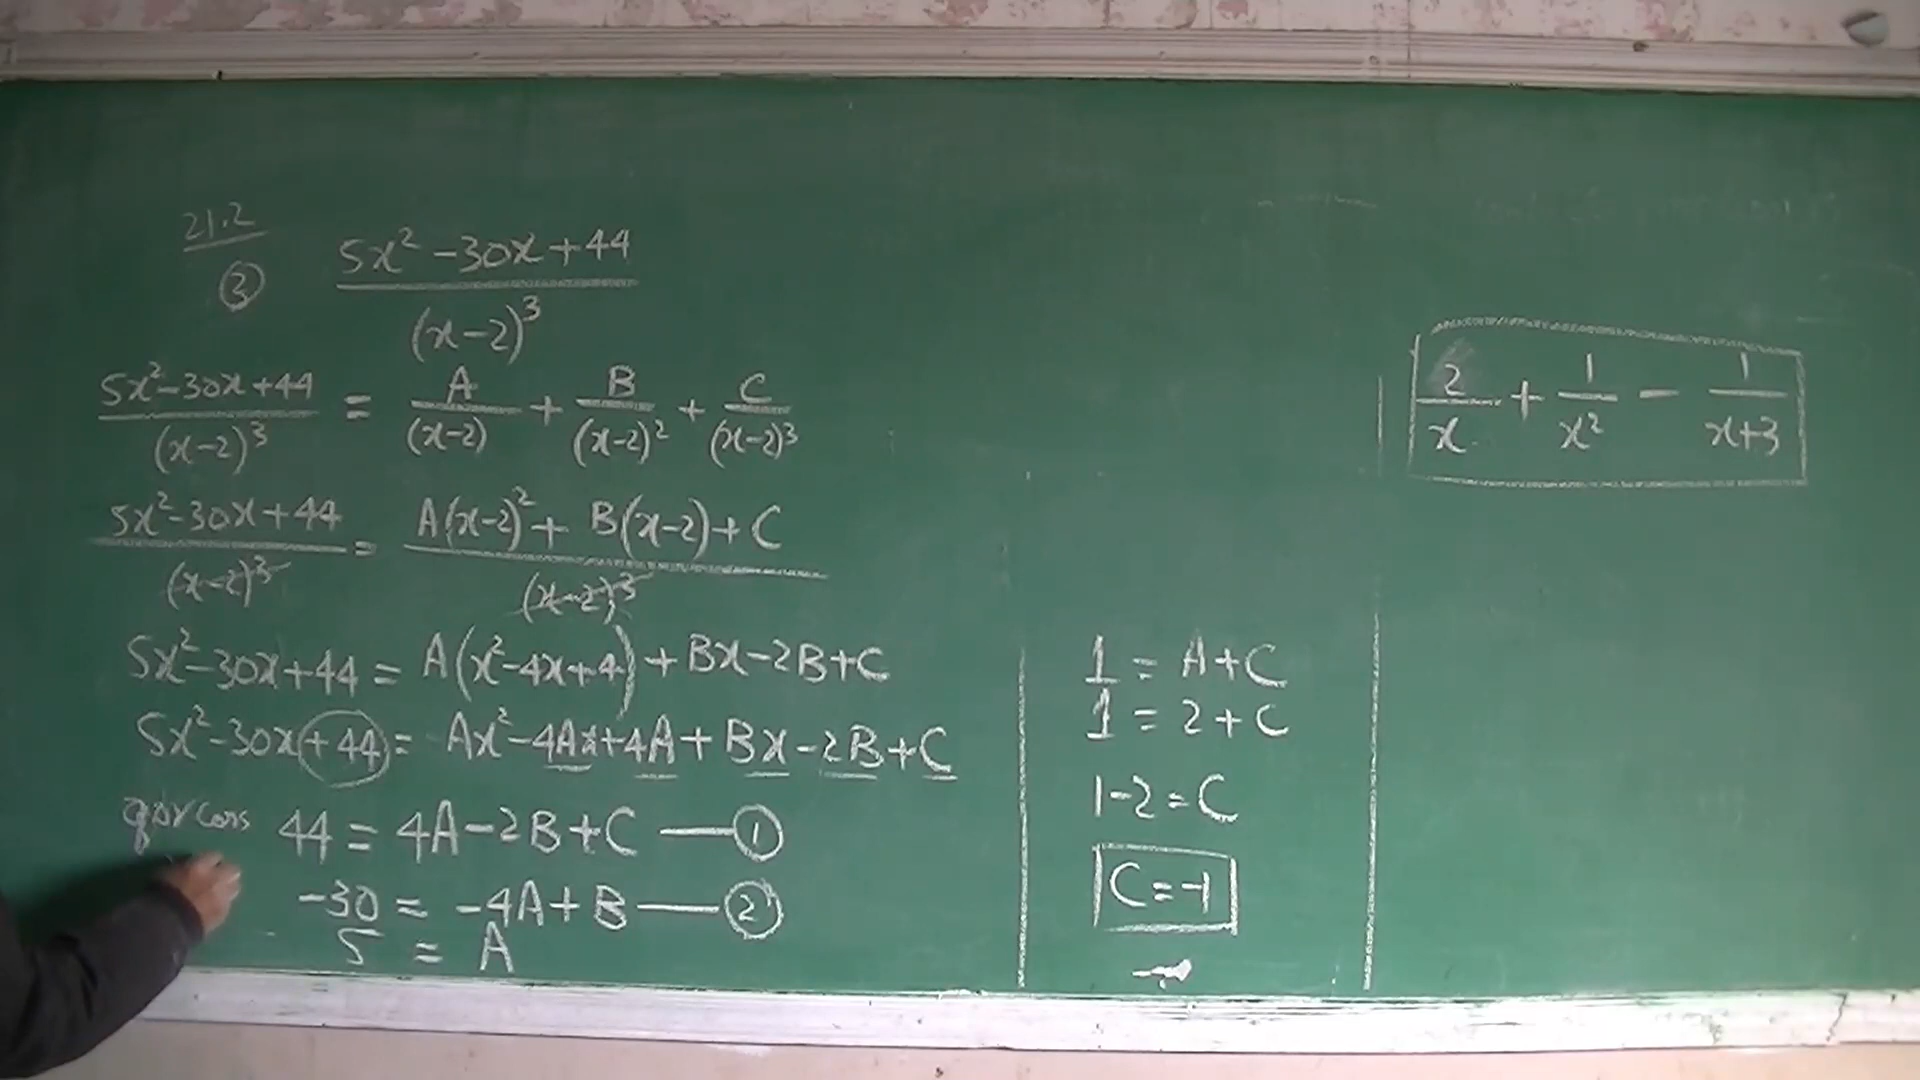 21.2
③
5x² -30x+44 / (x-2)³
5x²-30x+44 / (x-2)³ = A / (x-2) + B / (x-2)² + C / (x-2)³
5x²-30x+44 / (x-2)³ = A(x-2)² + B(x-2)+C / (x-2)³
5x²-30x+44 = A(x²-4x+4)+Bx-2B+C
5x²-30x+44 = Ax²-4Ax+4A+Bx-2B+C
44 = 4A-2B+C — ①
-30 = -4A+B — ②
5 = A
1 = A+C
1 = 2+C
1-2=C
C=-1
2/x + 1/x² - 1/x+3